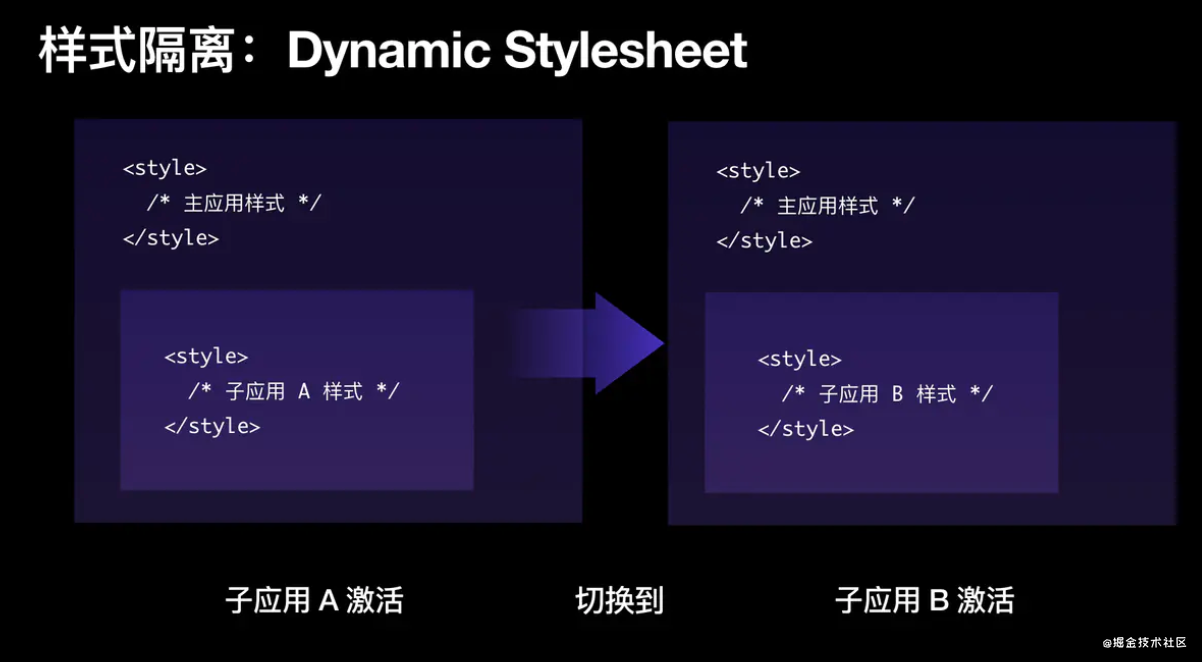 样式隔离：Dynamic Stylesheet
<style>
/* 主应用样式 */
</style>
<style>
/* 子应用 A 样式 */
</style>
<style>
/* 主应用样式 */
</style>
<style>
/* 子应用 B 样式 */
</style>
子应用 A 激活
切换到
子应用 B 激活
@掘金技术社区